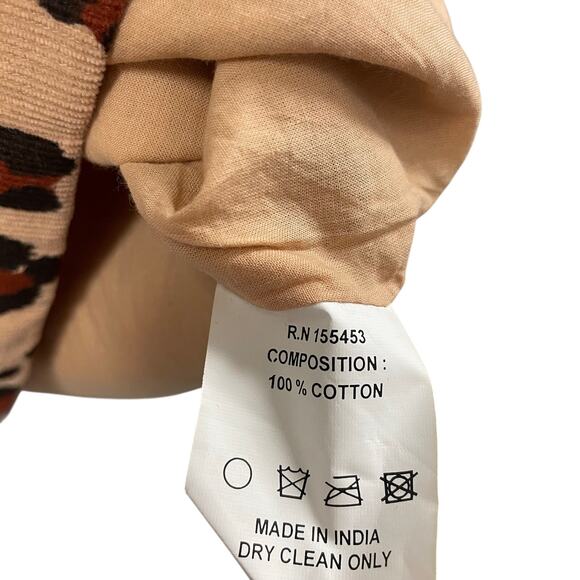 R.N 155453
COMPOSITION :
100 % COTTON
MADE IN INDIA
DRY CLEAN ONLY